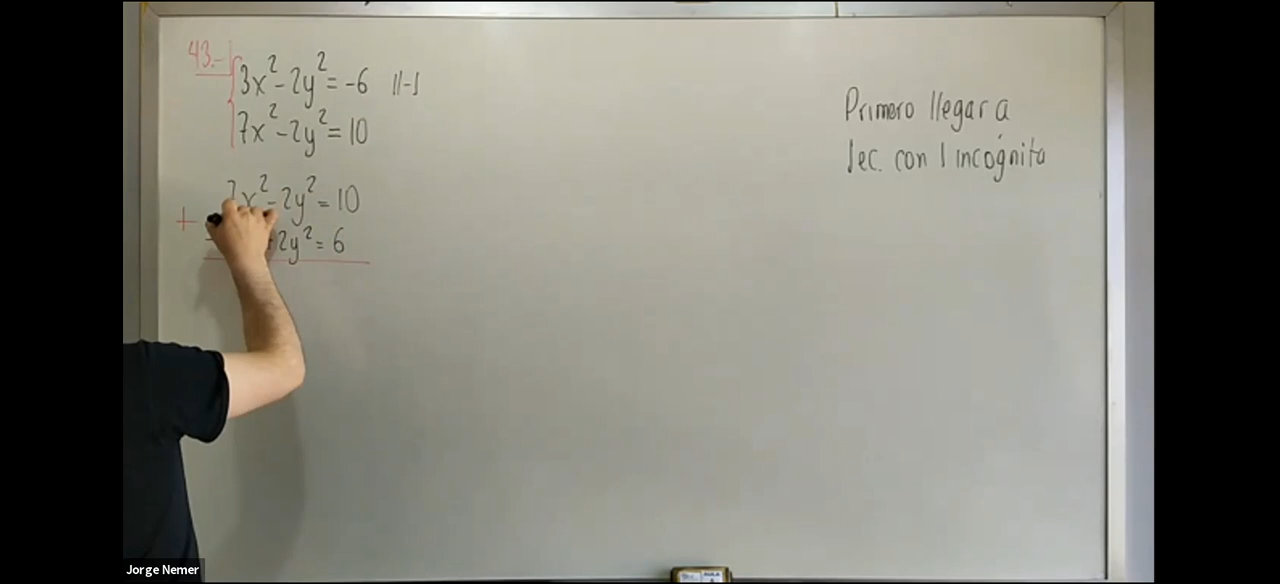 43.-
3x² - 2y² = -6 //-1
7x² - 2y² = 10
7x² - 2y² = 10
+
+2y² = 6
Primero llegar a
1ec. con 1 incógnita
Jorge Nemer